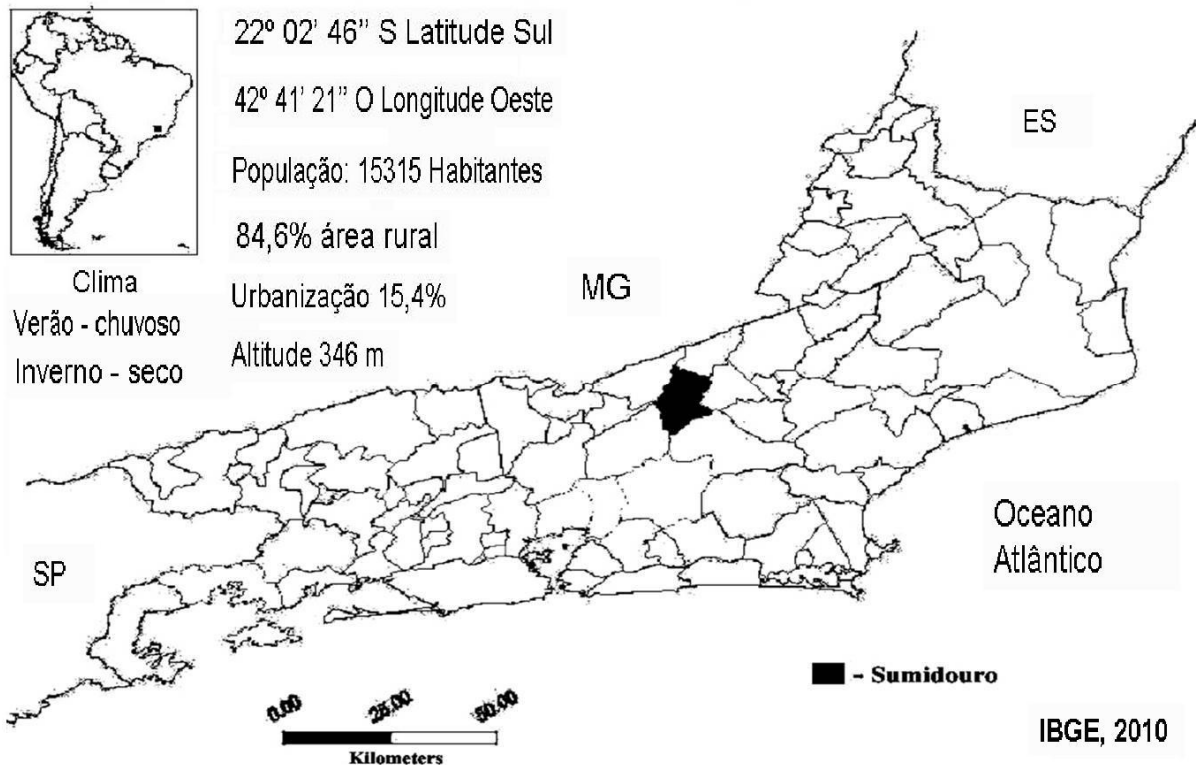 22º 02’ 46” S Latitude Sul
42º 41’ 21” O Longitude Oeste
População: 15315 Habitantes
84,6% área rural
Urbanização 15,4%
Altitude 346 m
Clima
Verão - chuvoso
Inverno - seco
MG
ES
SP
Oceano
Atlântico
- Sumidouro
0.00 25.00 50.00
Kilometers
IBGE, 2010